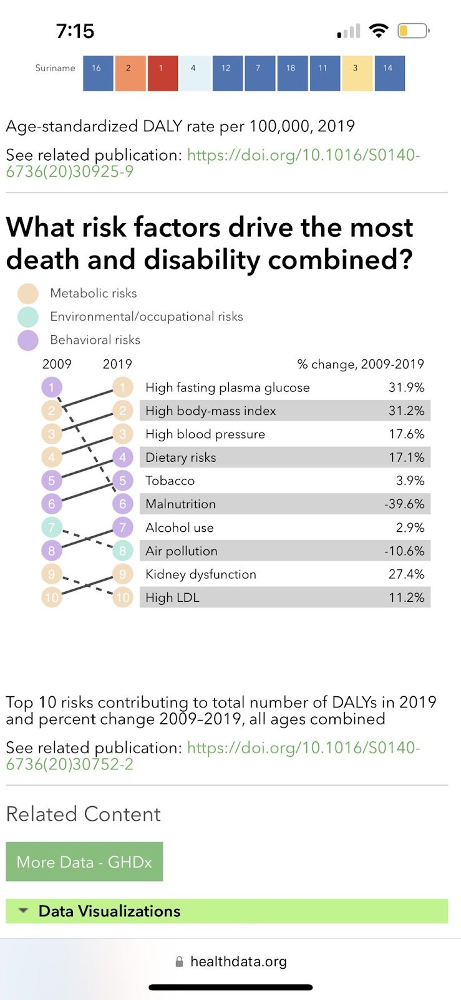 7:15
Suriname 16 2 1 4 12 7 18 11 3 14
Age-standardized DALY rate per 100,000, 2019
See related publication: https://doi.org/10.1016/S0140-
6736(20)30925-9
What risk factors drive the most
death and disability combined?
Metabolic risks
Environmental/occupational risks
Behavioral risks
2009 2019 % change, 2009-2019
1 1 High fasting plasma glucose 31.9%
2 2 High body-mass index 31.2%
3 3 High blood pressure 17.6%
4 4 Dietary risks 17.1%
5 5 Tobacco 3.9%
6 6 Malnutrition -39.6%
7 7 Alcohol use 2.9%
8 8 Air pollution -10.6%
9 9 Kidney dysfunction 27.4%
10 10 High LDL 11.2%
Top 10 risks contributing to total number of DALYs in 2019
and percent change 2009–2019, all ages combined
See related publication: https://doi.org/10.1016/S0140-
6736(20)30752-2
Related Content
More Data - GHDx
Data Visualizations
healthdata.org